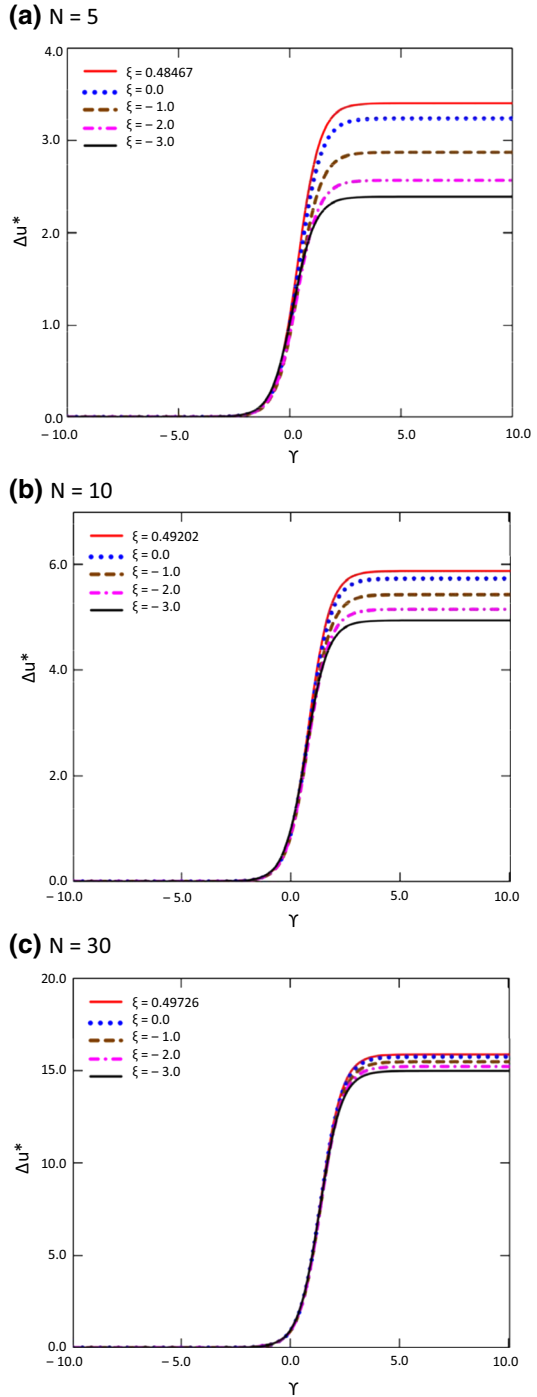 (a) N = 5
4.0
ξ = 0.48467
ξ = 0.0
ξ = − 1.0
ξ = − 2.0
ξ = − 3.0
3.0
2.0
1.0
0.0
Δu*
− 10.0 − 5.0 0.0 5.0 10.0
ϒ
(b) N = 10
ξ = 0.49202
ξ = 0.0
ξ = − 1.0
ξ = − 2.0
ξ = − 3.0
6.0
4.0
2.0
0.0
Δu*
− 10.0 − 5.0 0.0 5.0 10.0
ϒ
(c) N = 30
20.0
ξ = 0.49726
ξ = 0.0
ξ = − 1.0
ξ = − 2.0
ξ = − 3.0
15.0
10.0
5.0
0.0
Δu*
− 10.0 − 5.0 0.0 5.0 10.0
ϒ